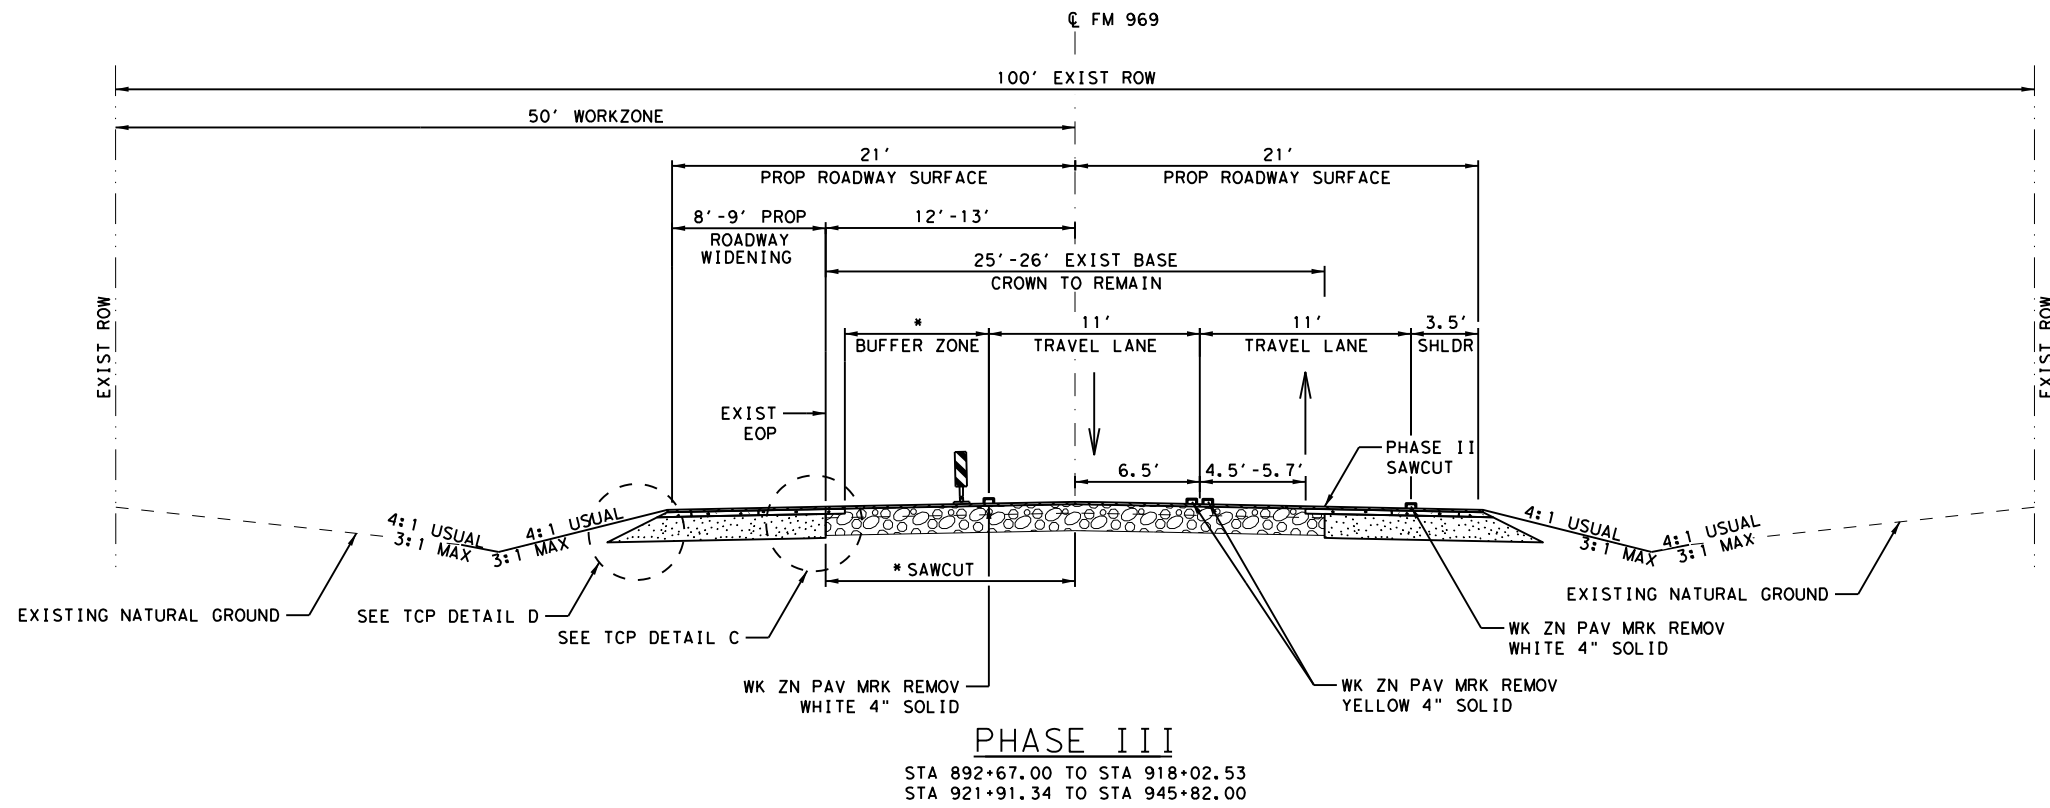 ℄ FM 969
100' EXIST ROW
50' WORKZONE
21'
PROP ROADWAY SURFACE
21'
PROP ROADWAY SURFACE
8'-9' PROP
ROADWAY
WIDENING
12'-13'
25'-26' EXIST BASE
CROWN TO REMAIN
EXIST ROW
EXIST ROW
*
BUFFER ZONE
11'
TRAVEL LANE
11'
TRAVEL LANE
3.5'
SHLDR
EXIST
EOP
PHASE II
SAWCUT
6.5'
4.5'-5.7'
4:1 USUAL
3:1 MAX
4:1 USUAL
3:1 MAX
4:1 USUAL
3:1 MAX
4:1 USUAL
3:1 MAX
* SAWCUT
EXISTING NATURAL GROUND
SEE TCP DETAIL D
SEE TCP DETAIL C
EXISTING NATURAL GROUND
WK ZN PAV MRK REMOV
WHITE 4" SOLID
WK ZN PAV MRK REMOV
WHITE 4" SOLID
WK ZN PAV MRK REMOV
YELLOW 4" SOLID
PHASE III
STA 892+67.00 TO STA 918+02.53
STA 921+91.34 TO STA 945+82.00